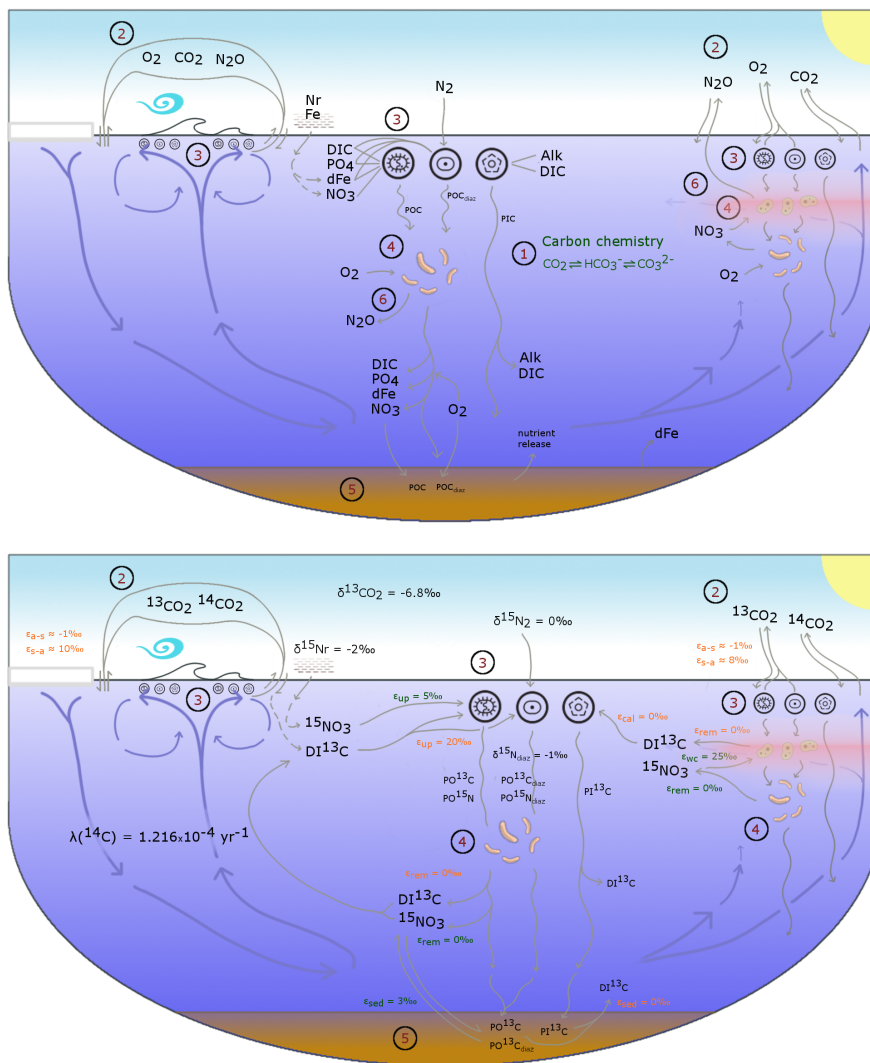 2
O2 CO2 N2O
Nr
Fe
N2
2
N2O
O2
CO2
3
3
DIC
PO4
dFe
NO3
Alk
DIC
3
POC
POCdiaz
PIC
6
4
NO3
O2
4
O2
6
N2O
1
Carbon chemistry
CO2⇌HCO3⁻⇌CO3²⁻
DIC
PO4
dFe
NO3
O2
Alk
DIC
nutrient
release
dFe
5
POC POCdiaz
2
¹³CO2 ¹⁴CO2
δ¹³CO2 = -6.8‰
δ¹⁵N2 = 0‰
2
¹³CO2
¹⁴CO2
εa-s ≈ -1‰
εs-a ≈ 10‰
δ¹⁵Nr = -2‰
εa-s ≈ -1‰
εs-a ≈ 8‰
3
3
3
εup = 5‰
¹⁵NO3
DI¹³C
εup = 20‰
εcal = 0‰
DI¹³C
¹⁵NO3
εrem = 0‰
εwc = 25‰
εrem = 0‰
δ¹⁵Ndiaz = -1‰
PO¹³C
PO¹⁵N
PO¹³Cdiaz
PO¹⁵Ndiaz
PI¹³C
4
4
λ(¹⁴C) = 1.216x10⁻⁴ yr⁻¹
εrem = 0‰
DI¹³C
¹⁵NO3
εrem = 0‰
DI¹³C
εsed = 3‰
DI¹³C
εsed = 0‰
5
PO¹³C
PO¹³Cdiaz
PI¹³C